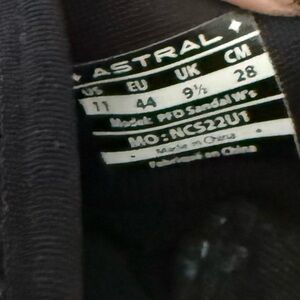 ASTRAL
US EU UK CM
11 44 9½ 28
Model: PFD Sandal W's
MO: NCS22U1
Made in China
Fabriqué en China